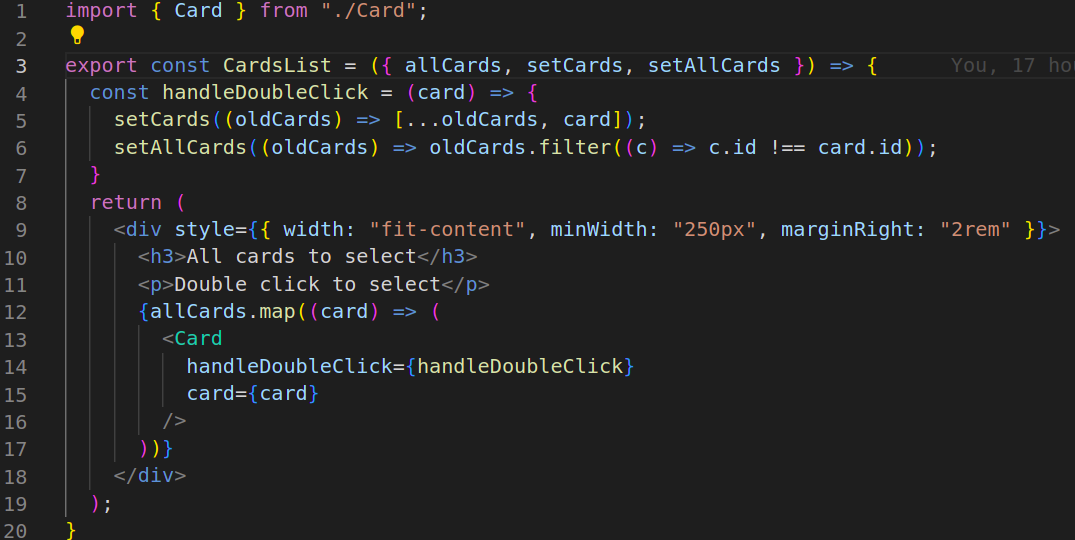 1 import { Card } from "./Card";
2
3 export const CardsList = ({ allCards, setCards, setAllCards }) => { You, 17 ho
4 const handleDoubleClick = (card) => {
5 setCards((oldCards) => [...oldCards, card]);
6 setAllCards((oldCards) => oldCards.filter((c) => c.id !== card.id));
7 }
8 return (
9 <div style={{ width: "fit-content", minWidth: "250px", marginRight: "2rem" }}>
10 <h3>All cards to select</h3>
11 <p>Double click to select</p>
12 {allCards.map((card) => (
13 <Card
14 handleDoubleClick={handleDoubleClick}
15 card={card}
16 />
17 ))}
18 </div>
19 );
20 }